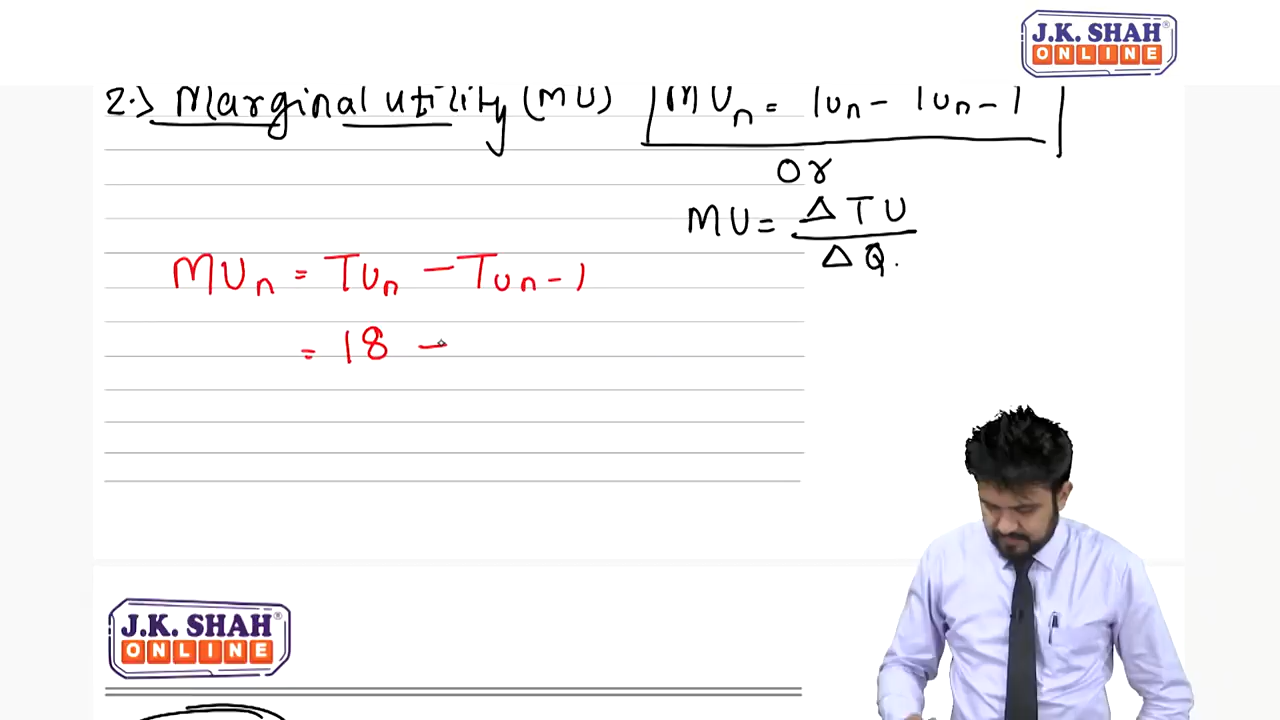 J.K. SHAH®
ONLINE
2.) Marginal Utility (MU) MUn = TUn - TUn-1
Or
MU = ΔTU
ΔQ.
MUn = TUn - TUn-1
= 18 -
J.K. SHAH®
ONLINE